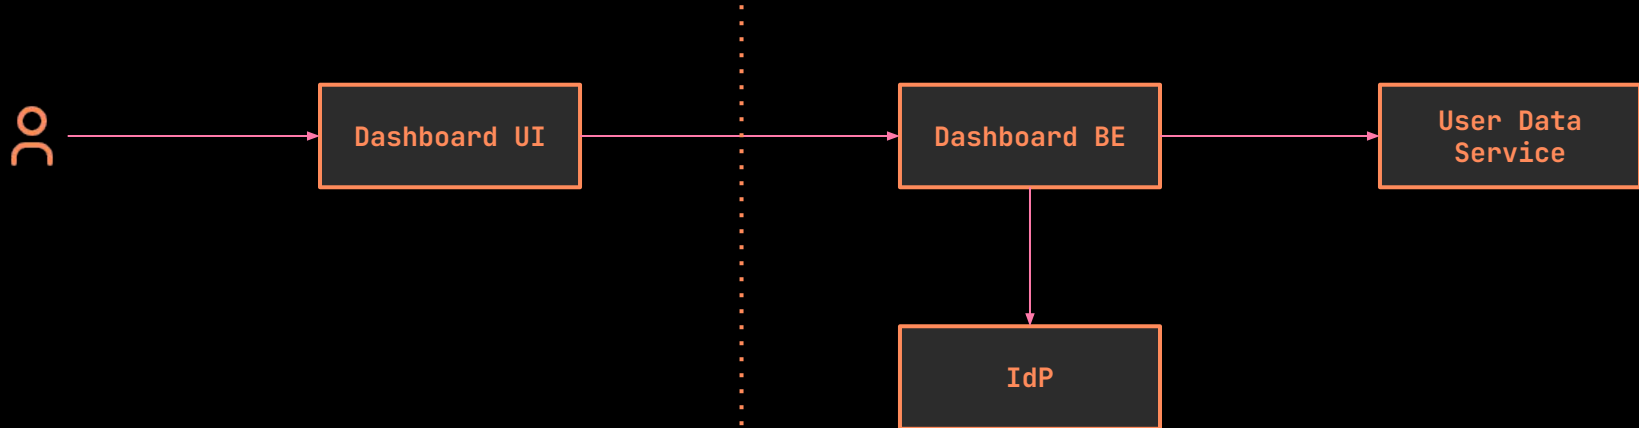 Dashboard UI
Dashboard BE
User Data
Service
IdP